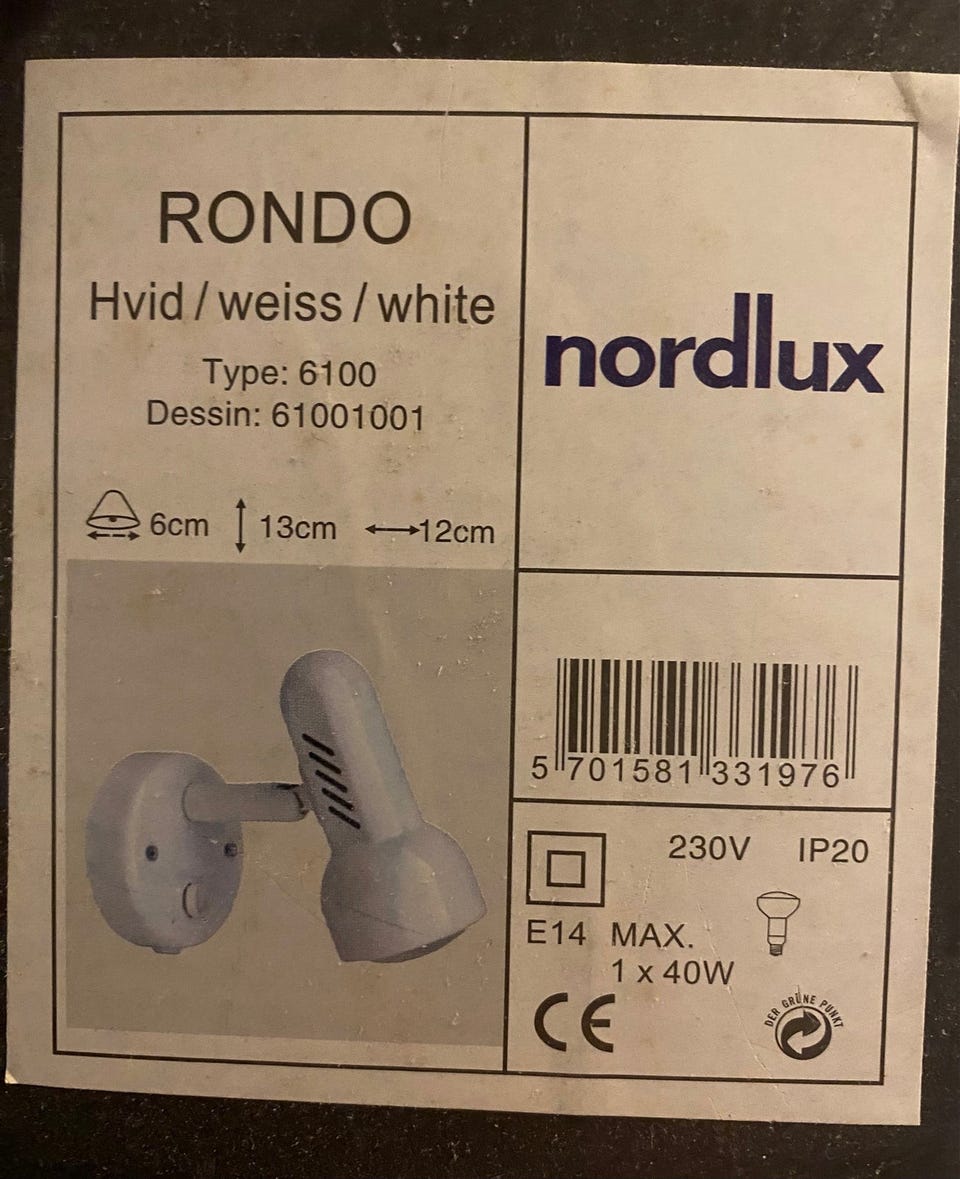 RONDO
Hvid / weiss / white
Type: 6100
Dessin: 61001001
6cm 13cm 12cm
nordlux
5 701581 331976
230V IP20
E14 MAX.
1 x 40W
CE
DER GRÜNE PUNKT